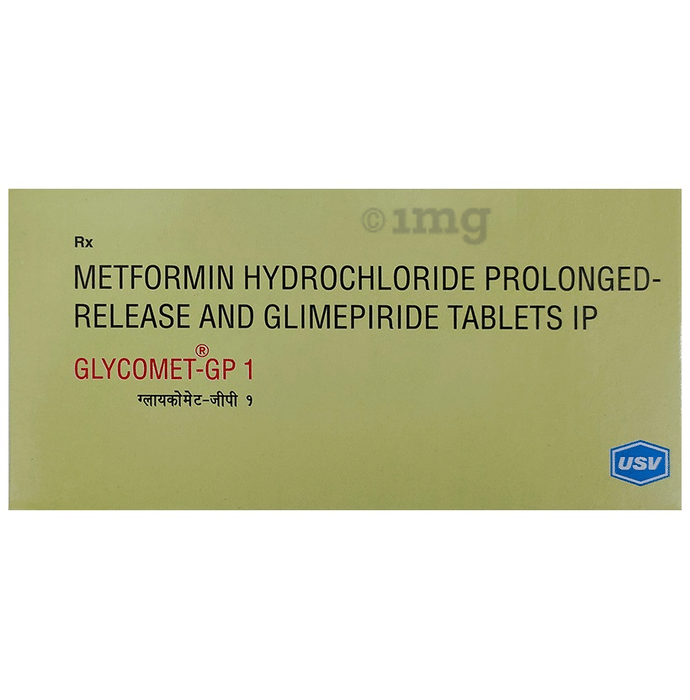 ©1mg
Rx
METFORMIN HYDROCHLORIDE PROLONGED-
RELEASE AND GLIMEPIRIDE TABLETS IP
GLYCOMET®-GP 1
ग्लायकोमेट-जीपी १
USV